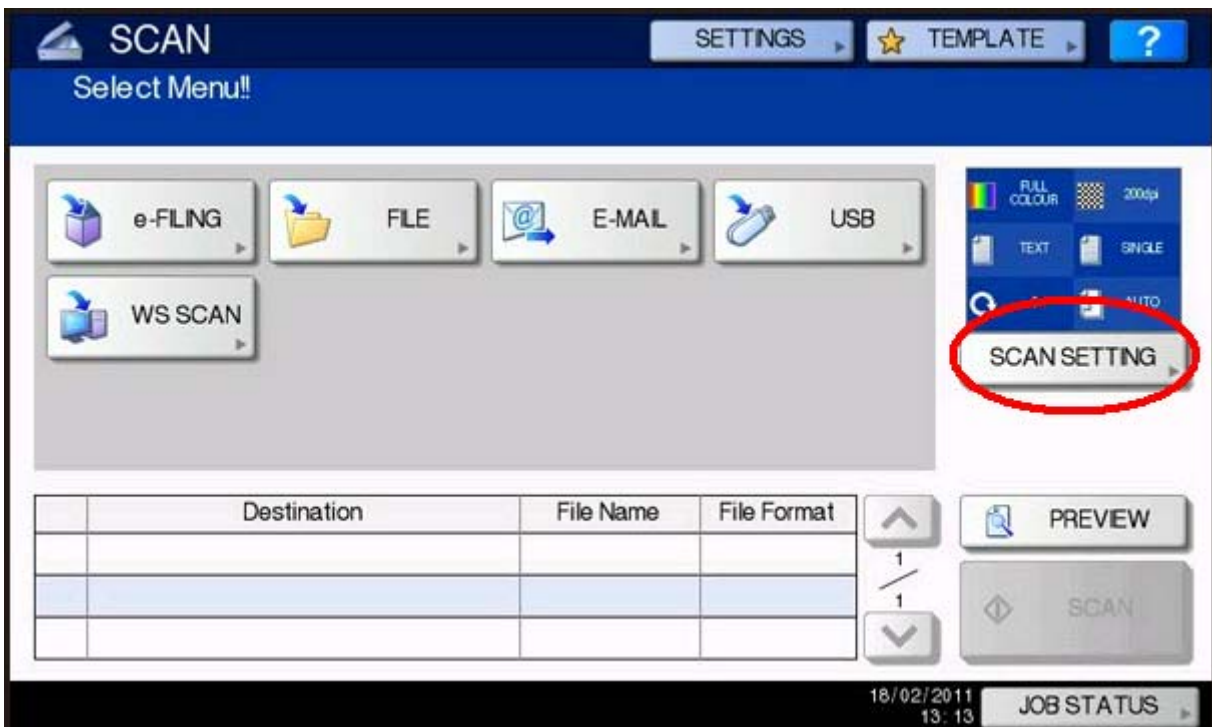 SCAN
SETTINGS
TEMPLATE
?
Select Menu!!
e-FILING
FILE
E-MAIL
USB
WS SCAN
FULL COLOUR
200dpi
TEXT
SINGLE
AUTO
SCAN SETTING
Destination
File Name
File Format
1
1
PREVIEW
SCAN
18/02/2011
13:13
JOB STATUS